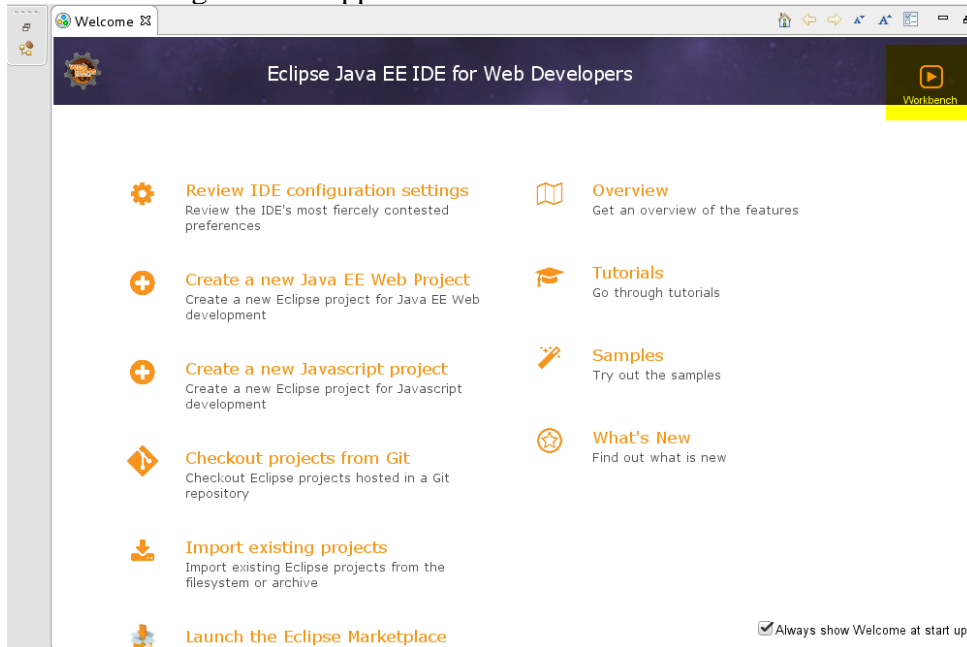 Welcome
Eclipse Java EE IDE for Web Developers
Workbench
Review IDE configuration settings
Review the IDE's most fiercely contested
preferences
Create a new Java EE Web Project
Create a new Eclipse project for Java EE Web
development
Create a new Javascript project
Create a new Eclipse project for Javascript
development
Checkout projects from Git
Checkout Eclipse projects hosted in a Git
repository
Import existing projects
Import existing Eclipse projects from the
filesystem or archive
Launch the Eclipse Marketplace
Overview
Get an overview of the features
Tutorials
Go through tutorials
Samples
Try out the samples
What's New
Find out what is new
Always show Welcome at start up